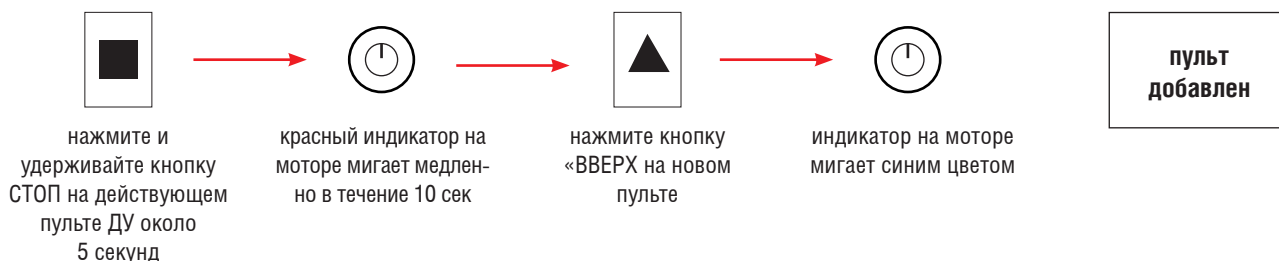 нажмите и
удерживайте кнопку
СТОП на действующем
пульте ДУ около
5 секунд
красный индикатор на
моторе мигает медлен-
но в течение 10 сек
нажмите кнопку
«ВВЕРХ на новом
пульте
индикатор на моторе
мигает синим цветом
пульт
добавлен